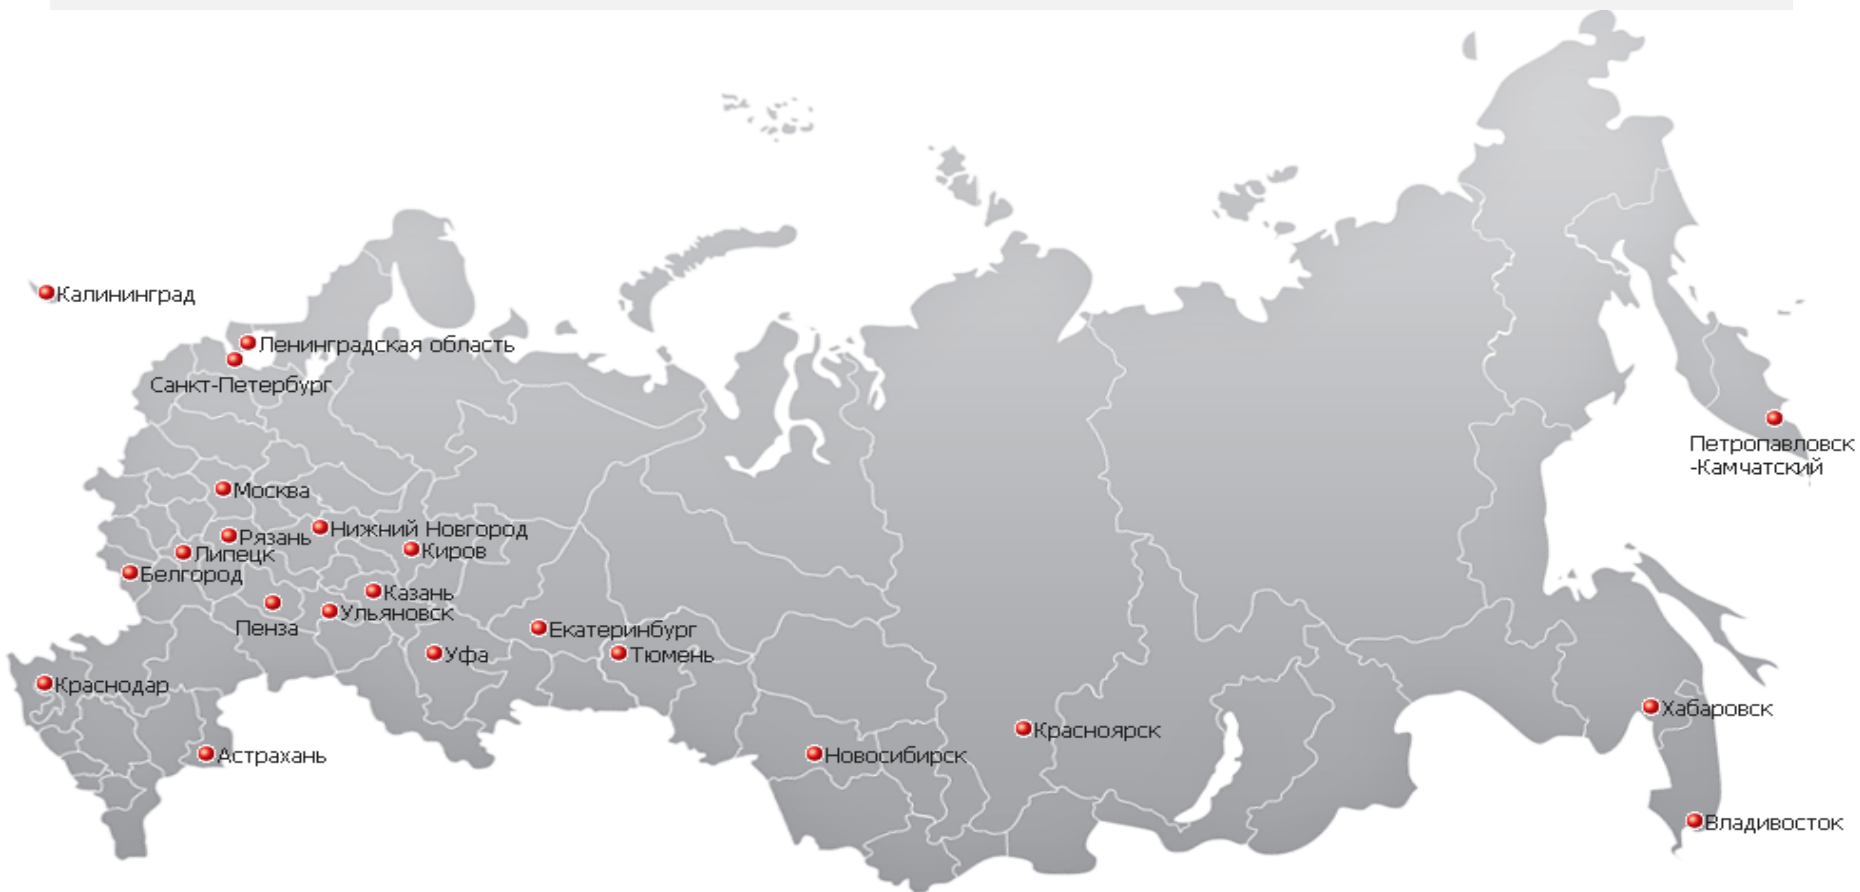 Калининград
Ленинградская область
Санкт-Петербург
Петропавловск
-Камчатский
Москва
Нижний Новгород
Рязань
Киров
Липецк
Белгород
Казань
Ульяновск
Пенза
Екатеринбург
Уфа
Тюмень
Краснодар
Хабаровск
Красноярск
Астрахань
Новосибирск
Владивосток